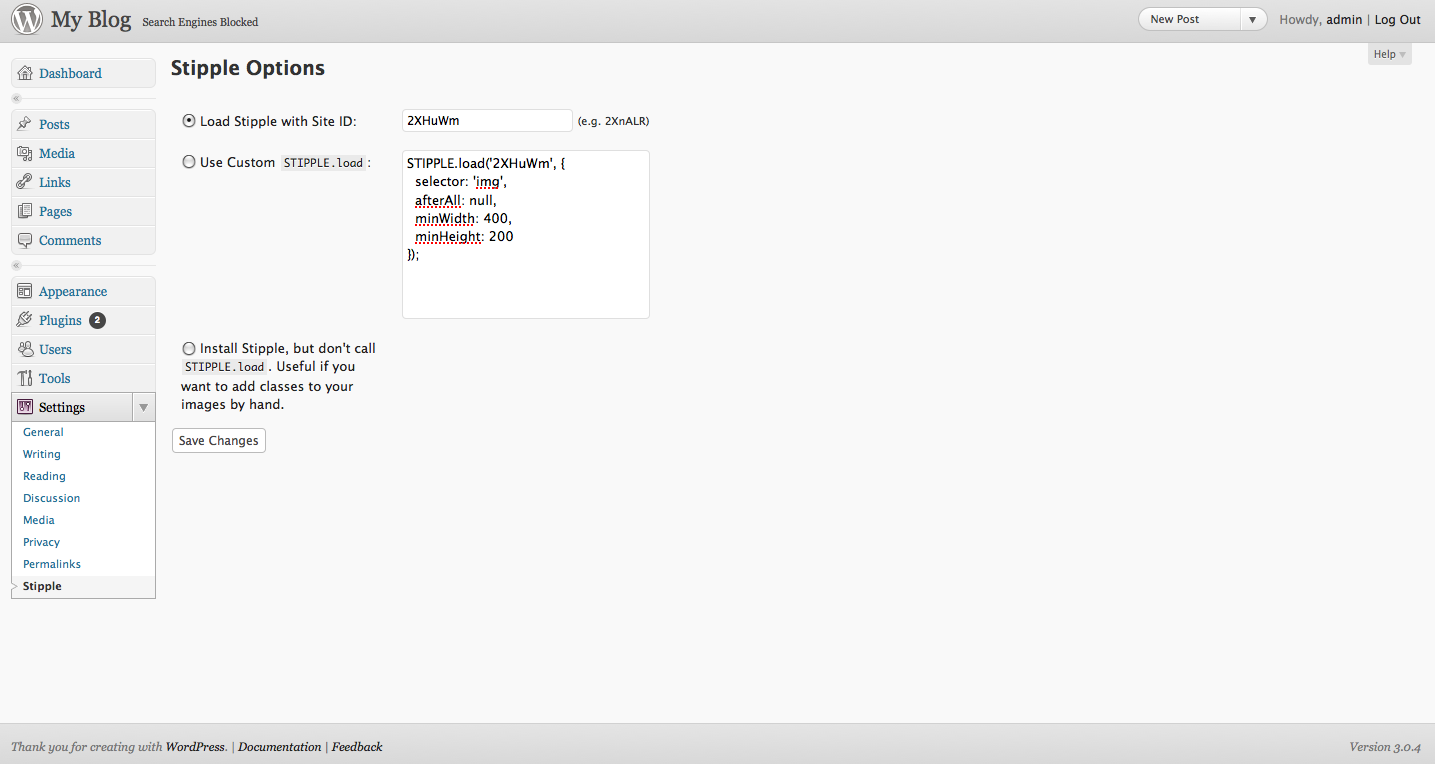 My Blog Search Engines Blocked
New Post
Howdy, admin | Log Out
Help
Dashboard
Posts
Media
Links
Pages
Comments
Appearance
Plugins 2
Users
Tools
Settings
General
Writing
Reading
Discussion
Media
Privacy
Permalinks
Stipple
Stipple Options
Load Stipple with Site ID: 2XHuWm (e.g. 2XnALR)
Use Custom STIPPLE.load:
STIPPLE.load('2XHuWm', {
selector: 'img',
afterAll: null,
minWidth: 400,
minHeight: 200
});
Install Stipple, but don't call
STIPPLE.load. Useful if you
want to add classes to your
images by hand.
Save Changes
Thank you for creating with WordPress. | Documentation | Feedback
Version 3.0.4